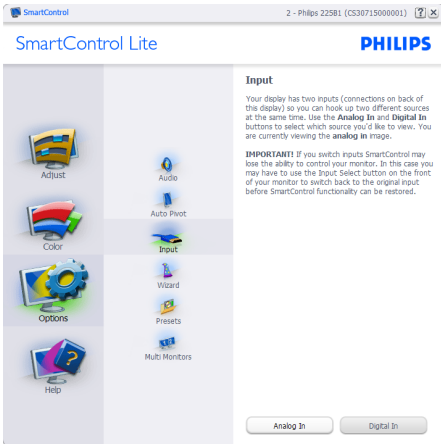 SmartControl
2 - Philips 225B1 (CS30715000001)
SmartControl Lite
PHILIPS
Adjust
Color
Options
Help
Audio
Auto Pivot
Input
Wizard
Presets
Multi Monitors
Input
Your display has two inputs (connections on back of
this display) so you can hook up two different sources
at the same time. Use the Analog In and Digital In
buttons to select which source you'd like to view. You
are currently viewing the analog in image.
IMPORTANT! If you switch inputs SmartControl may
lose the ability to control your monitor. In this case you
may have to use the Input Select button on the front
of your monitor to switch back to the original input
before SmartControl functionality can be restored.
Analog In
Digital In